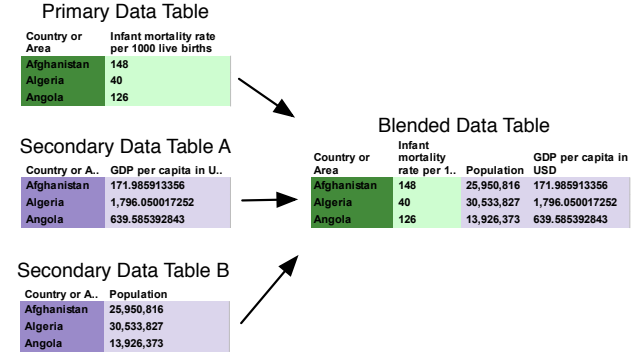 Primary Data Table
Country or Area Infant mortality rate per 1000 live births
Afghanistan 148
Algeria 40
Angola 126
Secondary Data Table A
Country or A.. GDP per capita in U..
Afghanistan 171.985913356
Algeria 1,796.050017252
Angola 639.585392843
Secondary Data Table B
Country or A.. Population
Afghanistan 25,950,816
Algeria 30,533,827
Angola 13,926,373
Blended Data Table
Country or Area Infant mortality rate per 1.. Population GDP per capita in USD
Afghanistan 148 25,950,816 171.985913356
Algeria 40 30,533,827 1,796.050017252
Angola 126 13,926,373 639.585392843